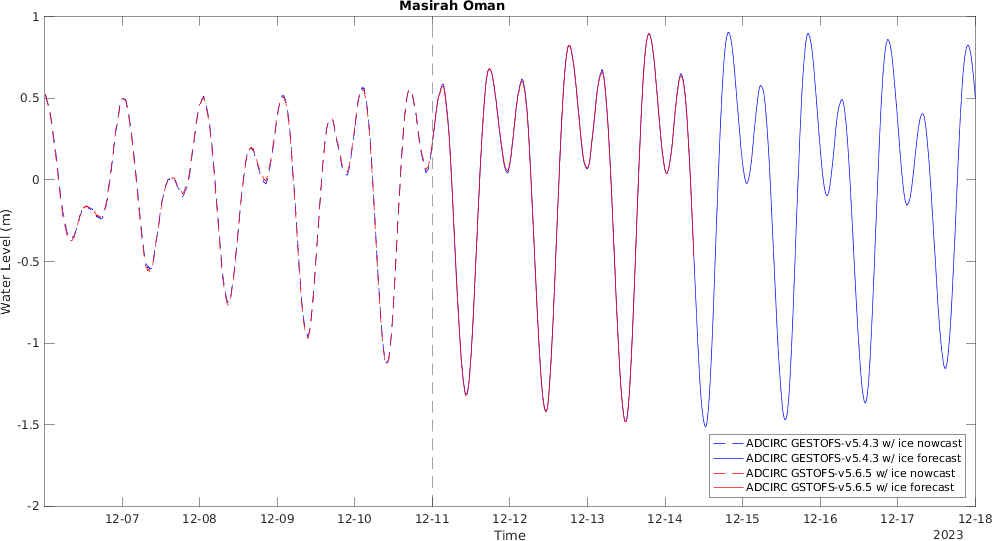 Masirah Oman
1
0.5
0
-0.5
-1
-1.5
-2
Water Level (m)
12-07 12-08 12-09 12-10 12-11 12-12 12-13 12-14 12-15 12-16 12-17 12-18
Time
2023
ADCIRC GESTOFS-v5.4.3 w/ ice nowcast
ADCIRC GESTOFS-v5.4.3 w/ ice forecast
ADCIRC GSTOFS-v5.6.5 w/ ice nowcast
ADCIRC GSTOFS-v5.6.5 w/ ice forecast